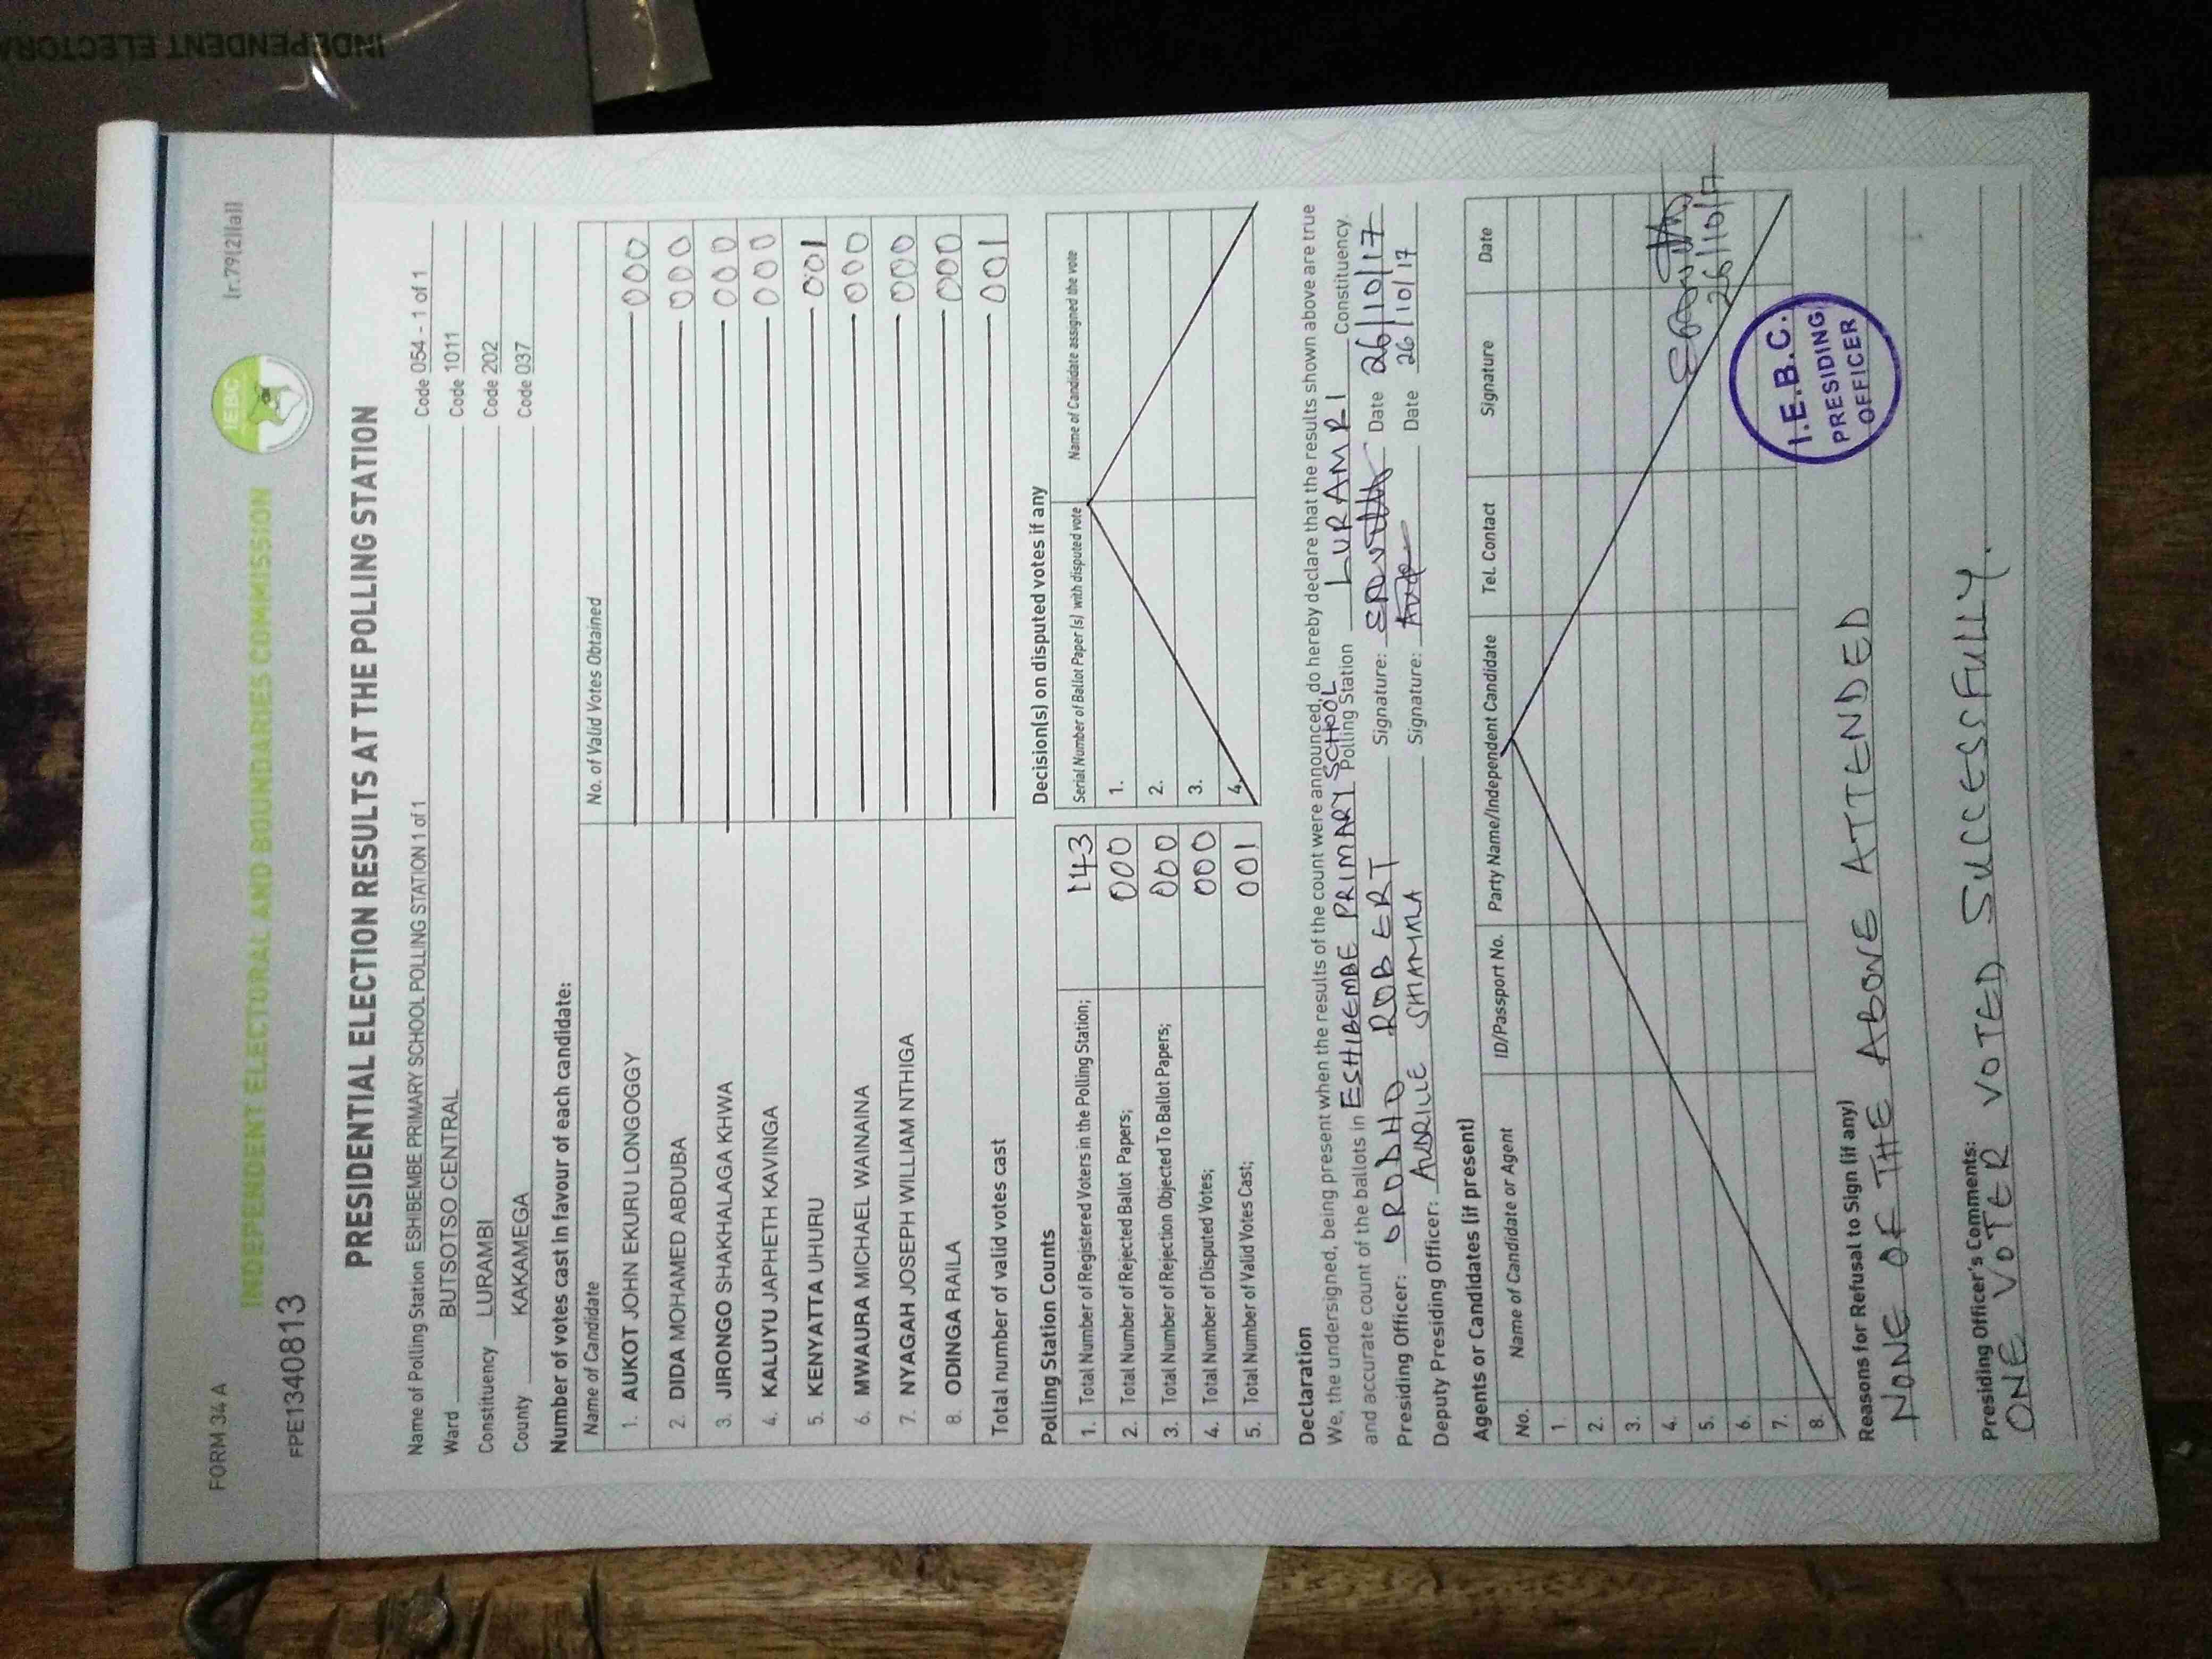 INDEPENDENT ELECTORA
FORM 34 A
[r.79(2)(a)]
IEBC
INDEPENDENT ELECTORAL AND BOUNDARIES COMMISSION
FPE1340813
PRESIDENTIAL ELECTION RESULTS AT THE POLLING STATION
Name of Polling Station ESHIBEMBE PRIMARY SCHOOL POLLING STATION 1 of 1 Code 054 - 1 of 1
Ward BUTSOTSO CENTRAL Code 1011
Constituency LURAMBI Code 202
County KAKAMEGA Code 037
Number of votes cast in favour of each candidate:
Name of Candidate No. of Valid Votes Obtained
1. AUKOT JOHN EKURU LONGOGGY 000
2. DIDA MOHAMED ABDUBA 000
3. JIRONGO SHAKHALAGA KHWA 000
4. KALUYU JAPHETH KAVINGA 000
5. KENYATTA UHURU 001
6. MWAURA MICHAEL WAINAINA 000
7. NYAGAH JOSEPH WILLIAM NTHIGA 000
8. ODINGA RAILA 000
Total number of valid votes cast 001
Polling Station Counts
1. Total Number of Registered Voters in the Polling Station; 143
2. Total Number of Rejected Ballot Papers; 000
3. Total Number of Rejection Objected To Ballot Papers; 000
4. Total Number of Disputed Votes; 000
5. Total Number of Valid Votes Cast; 001
Decision(s) on disputed votes if any
Serial Number of Ballot Paper (s) with disputed vote Name of Candidate assigned the vote
1.
2.
3.
4.
Declaration
We, the undersigned, being present when the results of the count were announced, do hereby declare that the results shown above are true
and accurate count of the ballots in ESHIBEMBE PRIMARY SCHOOL Polling Station LURAMRI Constituency.
Presiding Officer: ORODHO ROBERT Signature: Date 26/10/17
Deputy Presiding Officer: AUDRILLE SHIAMALA Signature: Date 26/10/17
Agents or Candidates (if present)
No. Name of Candidate or Agent ID/Passport No. Party Name/Independent Candidate Tel. Contact Signature Date
1.
2.
3.
4.
5.
6.
7.
8.
26/10/17
I.E.B.C.
PRESIDING
OFFICER
Reasons for Refusal to Sign (if any)
NONE OF THE ABOVE ATTENDED
Presiding Officer's Comments:
ONE VOTER VOTED SUCCESSFULLY.